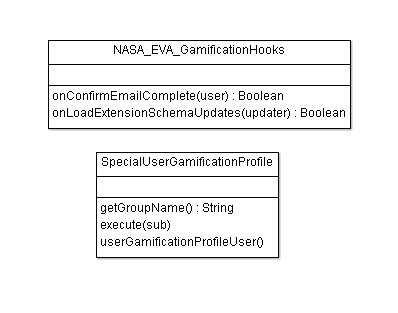 NASA_EVA_GamificationHooks
onConfirmEmailComplete(user) : Boolean
onLoadExtensionSchemaUpdates(updater) : Boolean
SpecialUserGamificationProfile
getGroupName() : String
execute(sub)
userGamificationProfileUser()